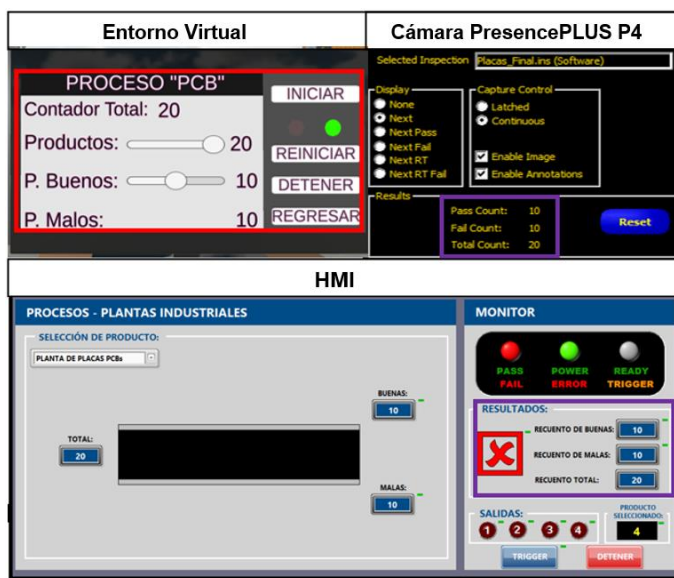 Entorno Virtual
Cámara PresencePLUS P4
PROCESO "PCB"
Contador Total: 20
Productos: 20
P. Buenos: 10
P. Malos: 10
INICIAR
REINICIAR
DETENER
REGRESAR
Selected Inspection Placas_Final.ins (Software)
Display
None
Next
Next Pass
Next Fail
Next RT
Next RT Fail
Capture Control
Latched
Continuous
Enable Image
Enable Annotations
Results
Pass Count: 10
Fail Count: 10
Total Count: 20
Reset
HMI
PROCESOS - PLANTAS INDUSTRIALES
SELECCIÓN DE PRODUCTO:
PLANTA DE PLACAS PCBs
TOTAL:
20
BUENAS:
10
MALAS:
10
MONITOR
PASS POWER READY
FAIL ERROR TRIGGER
RESULTADOS:
RECUENTO DE BUENAS: 10
RECUENTO DE MALAS: 10
RECUENTO TOTAL: 20
SALIDAS:
1 2 3 4
PRODUCTO
SELECCIONADO:
4
TRIGGER
DETENER